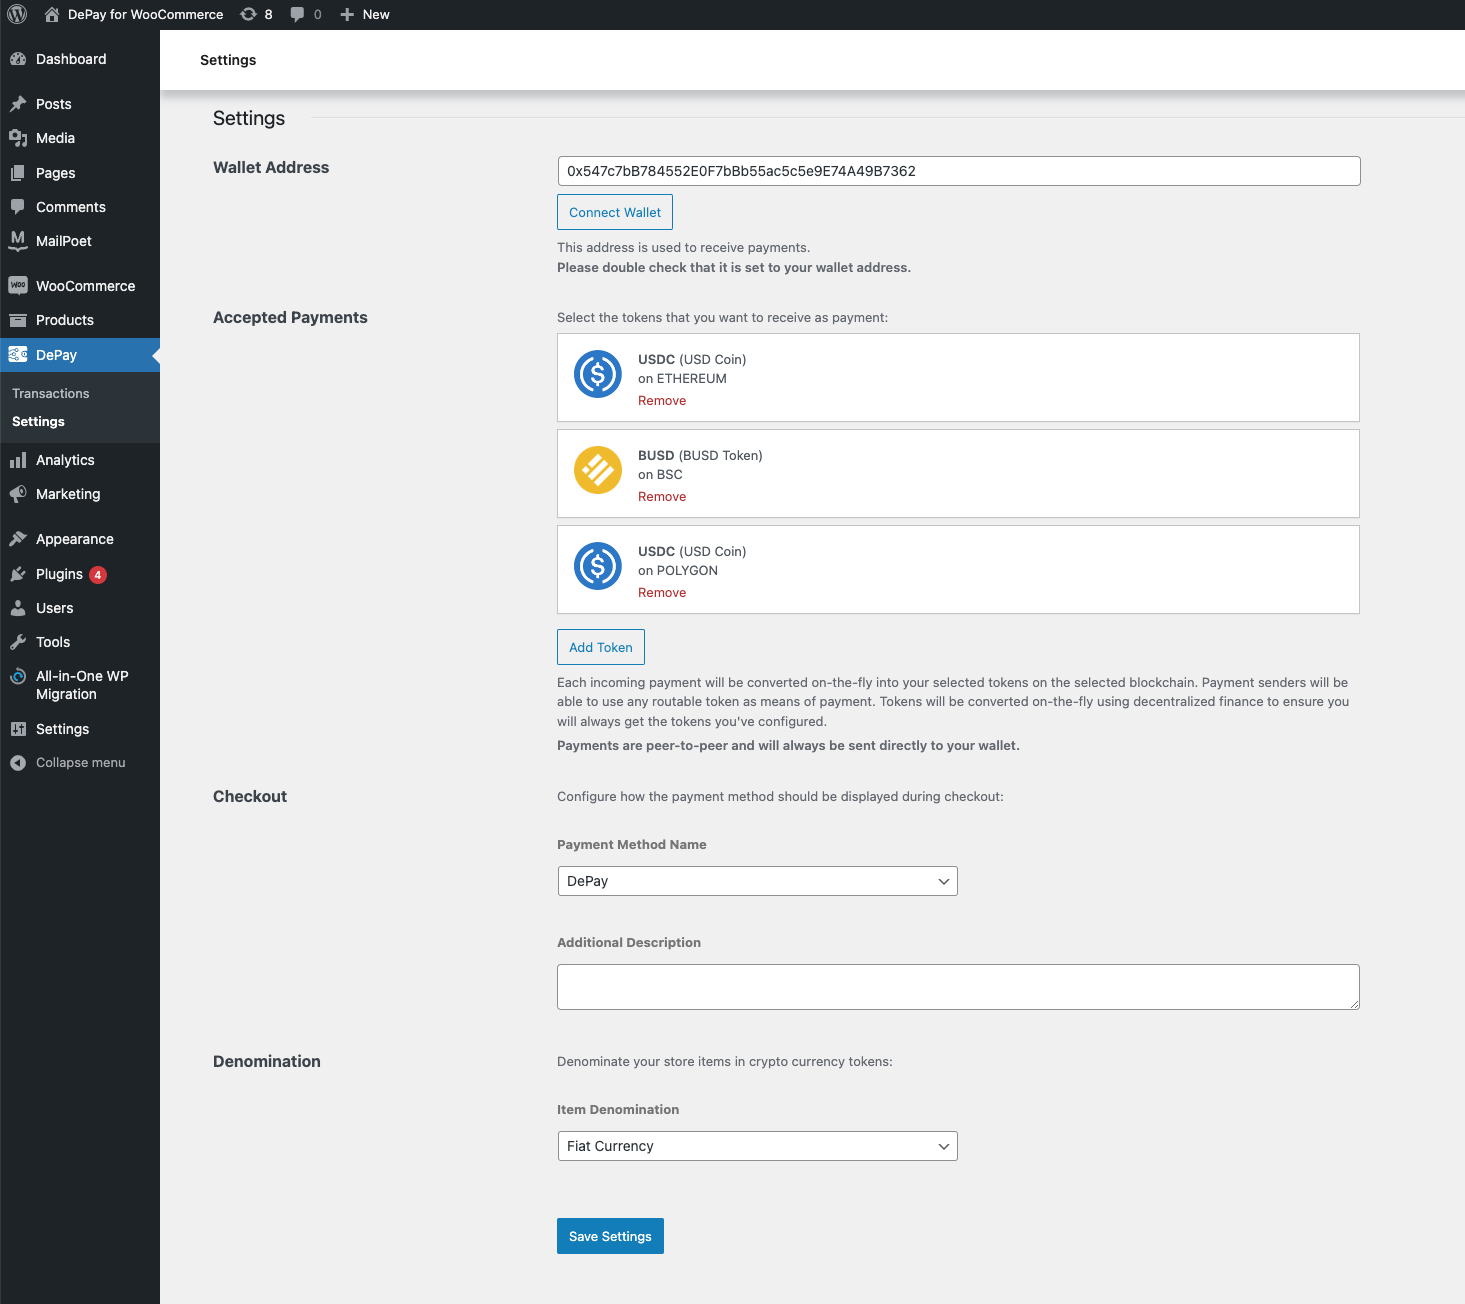 DePay for WooCommerce
8
0
New
Dashboard
Posts
Media
Pages
Comments
MailPoet
WooCommerce
Products
DePay
Transactions
Settings
Analytics
Marketing
Appearance
Plugins 4
Users
Tools
All-in-One WP
Migration
Settings
Collapse menu
Settings
Settings
Wallet Address
0x547c7bB784552E0F7bBb55ac5c5e9E74A49B7362
Connect Wallet
This address is used to receive payments.
Please double check that it is set to your wallet address.
Accepted Payments
Select the tokens that you want to receive as payment:
USDC (USD Coin)
on ETHEREUM
Remove
BUSD (BUSD Token)
on BSC
Remove
USDC (USD Coin)
on POLYGON
Remove
Add Token
Each incoming payment will be converted on-the-fly into your selected tokens on the selected blockchain. Payment senders will be
able to use any routable token as means of payment. Tokens will be converted on-the-fly using decentralized finance to ensure you
will always get the tokens you've configured.
Payments are peer-to-peer and will always be sent directly to your wallet.
Checkout
Configure how the payment method should be displayed during checkout:
Payment Method Name
DePay
Additional Description
Denomination
Denominate your store items in crypto currency tokens:
Item Denomination
Fiat Currency
Save Settings